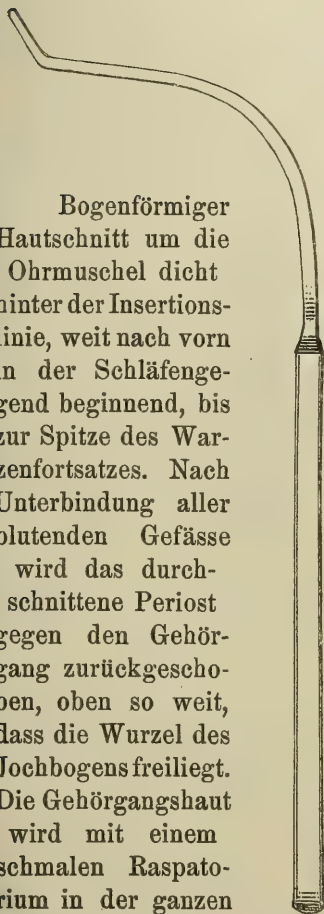 Bogenförmiger
Hautschnitt um die
Ohrmuschel dicht
hinter der Insertions-
linie, weit nach vorn
in der Schläfenge-
gend beginnend, bis
zur Spitze des War-
zenfortsatzes. Nach
Unterbindung aller
blutenden Gefässe
wird das durch-
schnittene Periost
gegen den Gehör-
gang zurückgescho-
ben, oben so weit,
dass die Wurzel des
Jochbogens freiliegt.
Die Gehörgangshaut
wird mit einem
schmalen Raspato-
rium in der ganzen